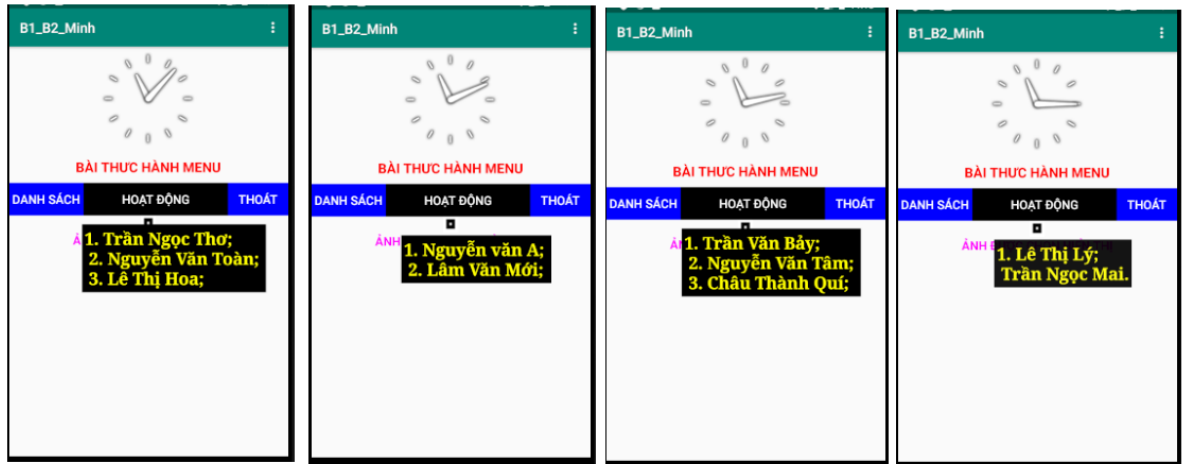 B1_B2_Minh
BÀI THỰC HÀNH MENU
DANH SÁCH HOẠT ĐỘNG THOÁT
1. Trần Ngọc Thơ;
2. Nguyễn Văn Toàn;
3. Lê Thị Hoa;
B1_B2_Minh
BÀI THỰC HÀNH MENU
DANH SÁCH HOẠT ĐỘNG THOÁT
ẢNH
1. Nguyễn văn A;
2. Lâm Văn Mới;
B1_B2_Minh
BÀI THỰC HÀNH MENU
DANH SÁCH HOẠT ĐỘNG THOÁT
1. Trần Văn Bảy;
2. Nguyễn Văn Tâm;
3. Châu Thành Quí;
B1_B2_Minh
BÀI THỰC HÀNH MENU
DANH SÁCH HOẠT ĐỘNG THOÁT
ẢNH
1. Lê Thị Lý;
Trần Ngọc Mai.